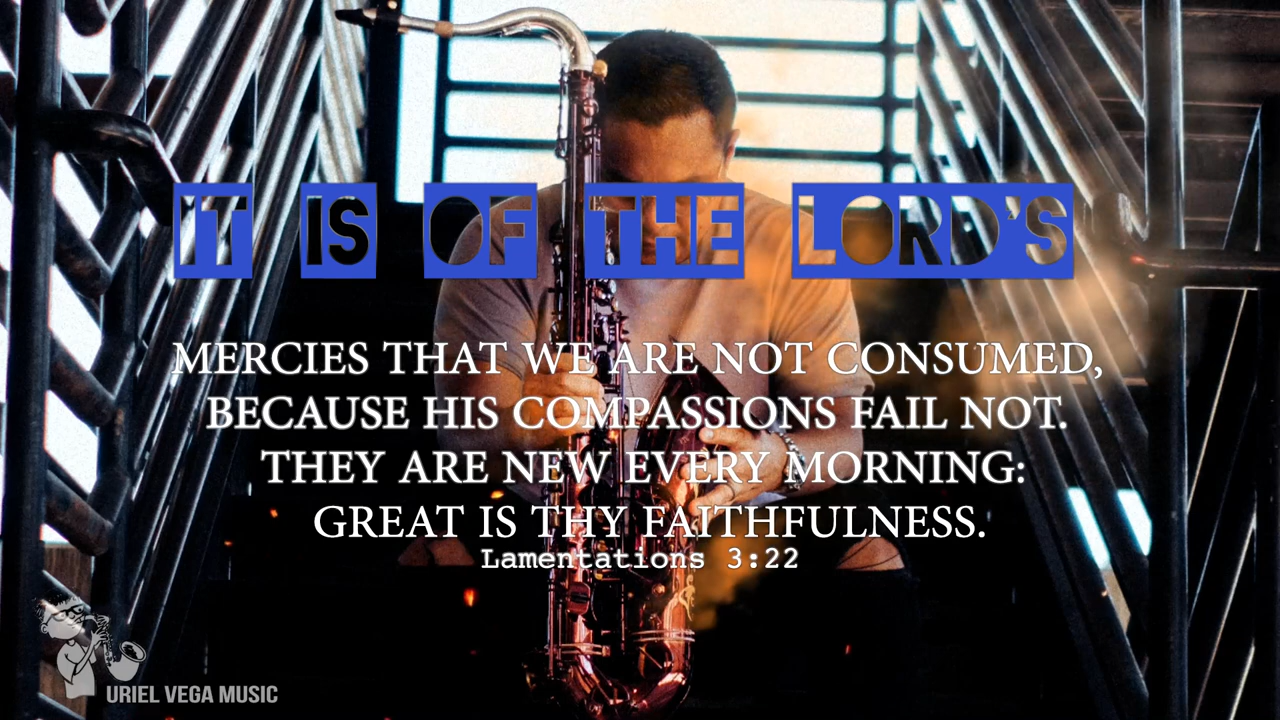 IT IS OF THE LORD'S
MERCIES THAT WE ARE NOT CONSUMED,
BECAUSE HIS COMPASSIONS FAIL NOT.
THEY ARE NEW EVERY MORNING:
GREAT IS THY FAITHFULNESS.
Lamentations 3:22
URIEL VEGA MUSIC